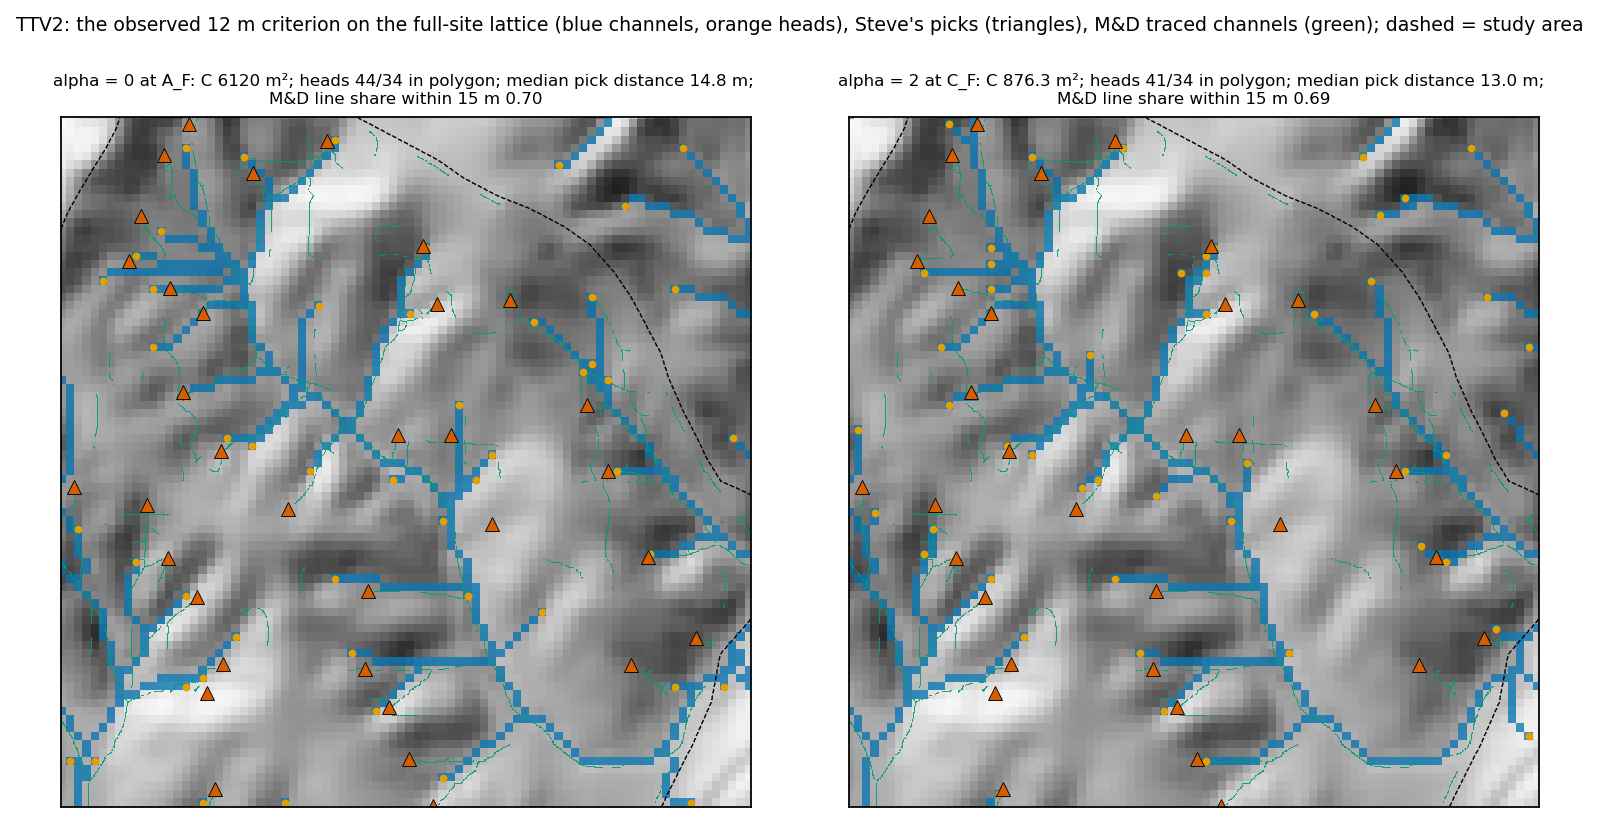 TTV2: the observed 12 m criterion on the full-site lattice (blue channels, orange heads), Steve's picks (triangles), M&D traced channels (green); dashed = study area
alpha = 0 at A_F: C 6120 m²; heads 44/34 in polygon; median pick distance 14.8 m;
M&D line share within 15 m 0.70
alpha = 2 at C_F: C 876.3 m²; heads 41/34 in polygon; median pick distance 13.0 m;
M&D line share within 15 m 0.69